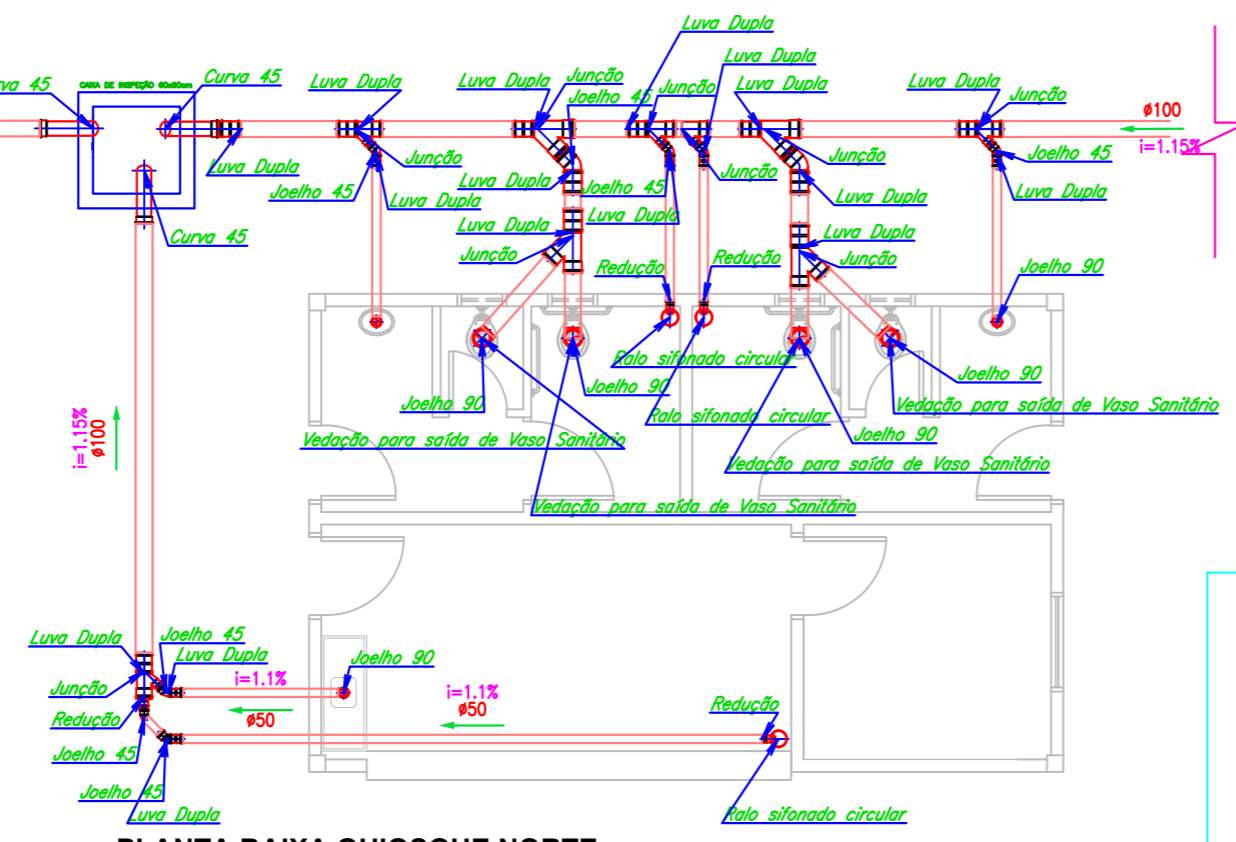 Luva Dupla
Luva Dupla
rva 45
CAIXA DE INSPEÇÃO 60x60cm
Curva 45
Luva Dupla
Luva Dupla
Junção
Joelho 45
Junção
Luva Dupla
Luva Dupla
Junção
ø100
i=1.15%
Luva Dupla
Junção
Junção
Joelho 45
Joelho 45
Luva Dupla
Luva Dupla
Joelho 45
Junção
Luva Dupla
Luva Dupla
Luva Dupla
Luva Dupla
Luva Dupla
Curva 45
Junção
Redução
Redução
Junção
Joelho 90
Ralo sifonado circular
Joelho 90
Joelho 90
Joelho 90
Vedação para saída de Vaso Sanitário
Ralo sifonado circular
Vedação para saída de Vaso Sanitário
Joelho 90
Vedação para saída de Vaso Sanitário
Vedação para saída de Vaso Sanitário
i=1.15%
ø100
Luva Dupla
Joelho 45
Luva Dupla
Joelho 90
i=1.1%
ø50
i=1.1%
ø50
Junção
Redução
Redução
Joelho 45
Joelho 45
Luva Dupla
Ralo sifonado circular
PLANTA BAIXA QUIOSQUE NORTE